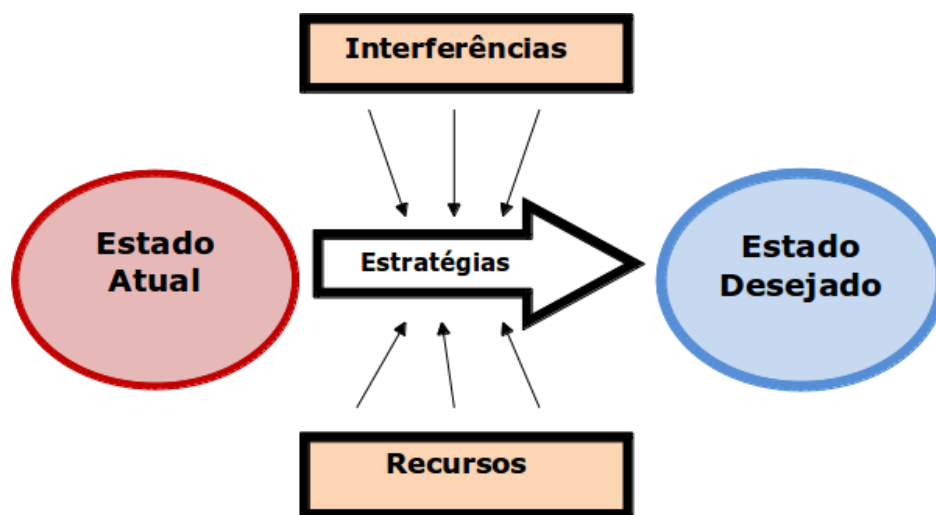 Interferências
Estado
Atual
Estratégias
Estado
Desejado
Recursos